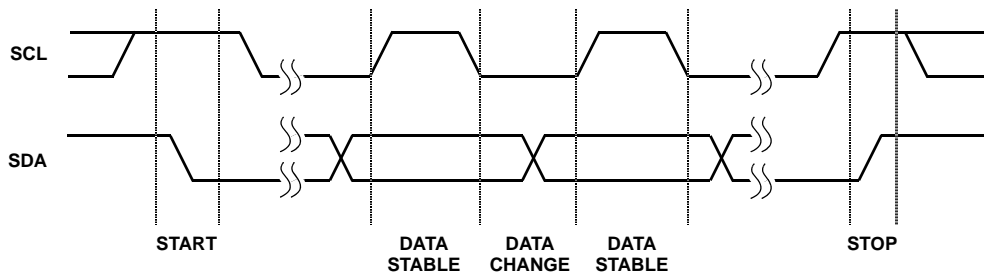 SCL
SDA
START
DATA
STABLE
DATA
CHANGE
DATA
STABLE
STOP